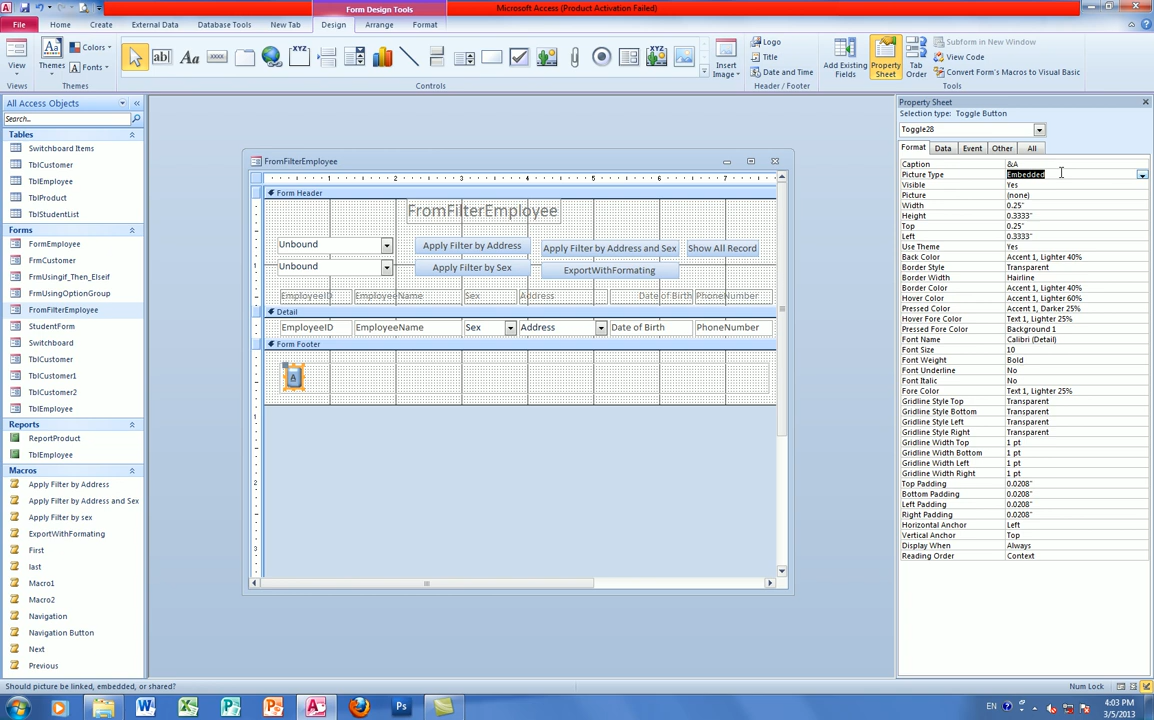 Form Design Tools
Microsoft Access (Product Activation Failed)
File Home Create External Data Database Tools New Tab Design Arrange Format
View
Themes
Colors
Fonts
Aa
ab
Aa
xxxx
XYZ
XYZ
Insert Image
Logo
Title
Date and Time
Add Existing Fields
Property Sheet
Tab Order
Subform in New Window
View Code
Convert Form's Macros to Visual Basic
Views Themes Controls Header / Footer Tools
All Access Objects
Search...
Tables
Switchboard Items
TblCustomer
TblEmployee
TblProduct
TblStudentList
Forms
FormEmployee
FrmCustomer
FrmUsingif_Then_Elseif
FrmUsingOptionGroup
FromFilterEmployee
StudentForm
Switchboard
TblCustomer
TblCustomer1
TblCustomer2
TblEmployee
Reports
ReportProduct
TblEmployee
Macros
Apply Filter by Address
Apply Filter by Address and Sex
Apply Filter by sex
ExportWithFormating
First
last
Macro1
Macro2
Navigation
Navigation Button
Next
Previous
FromFilterEmployee
1 2 3 4 5 6 7
Form Header
FromFilterEmployee
Unbound Apply Filter by Address Apply Filter by Address and Sex Show All Record
Unbound Apply Filter by Sex ExportWithFormating
1
EmployeeID EmployeeName Sex Address Date of Birth PhoneNumber
Detail
EmployeeID EmployeeName Sex Address Date of Birth PhoneNumber
Form Footer
A
1
2
3
Property Sheet
Selection type: Toggle Button
Toggle28
Format Data Event Other All
Caption &A
Picture Type Embedded
Visible Yes
Picture (none)
Width 0.25"
Height 0.3333"
Top 0.25"
Left 0.3333"
Use Theme Yes
Back Color Accent 1, Lighter 40%
Border Style Transparent
Border Width Hairline
Border Color Accent 1, Lighter 40%
Hover Color Accent 1, Lighter 60%
Pressed Color Accent 1, Darker 25%
Hover Fore Color Text 1, Lighter 25%
Pressed Fore Color Background 1
Font Name Calibri (Detail)
Font Size 10
Font Weight Bold
Font Underline No
Font Italic No
Fore Color Text 1, Lighter 25%
Gridline Style Top Transparent
Gridline Style Bottom Transparent
Gridline Style Left Transparent
Gridline Style Right Transparent
Gridline Width Top 1 pt
Gridline Width Bottom 1 pt
Gridline Width Left 1 pt
Gridline Width Right 1 pt
Top Padding 0.0208"
Bottom Padding 0.0208"
Left Padding 0.0208"
Right Padding 0.0208"
Horizontal Anchor Left
Vertical Anchor Top
Display When Always
Reading Order Context
Should picture be linked, embedded, or shared?
Num Lock
EN
4:03 PM
3/5/2013